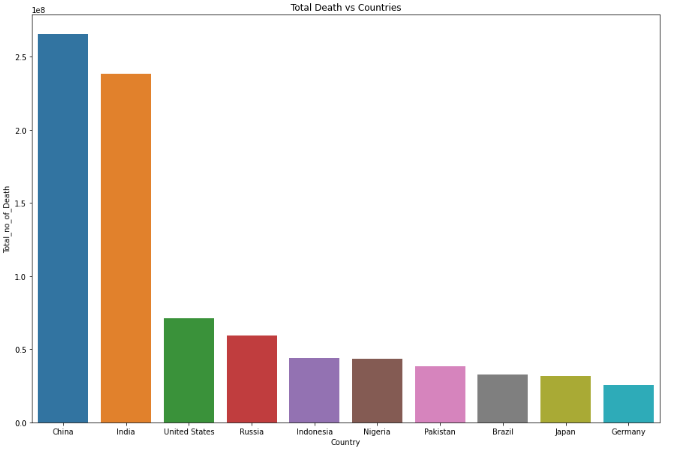 Total Death vs Countries
1e8
2.5
2.0
1.5
1.0
0.5
0.0
Total_no_of_Death
China India United States Russia Indonesia Nigeria Pakistan Brazil Japan Germany
Country